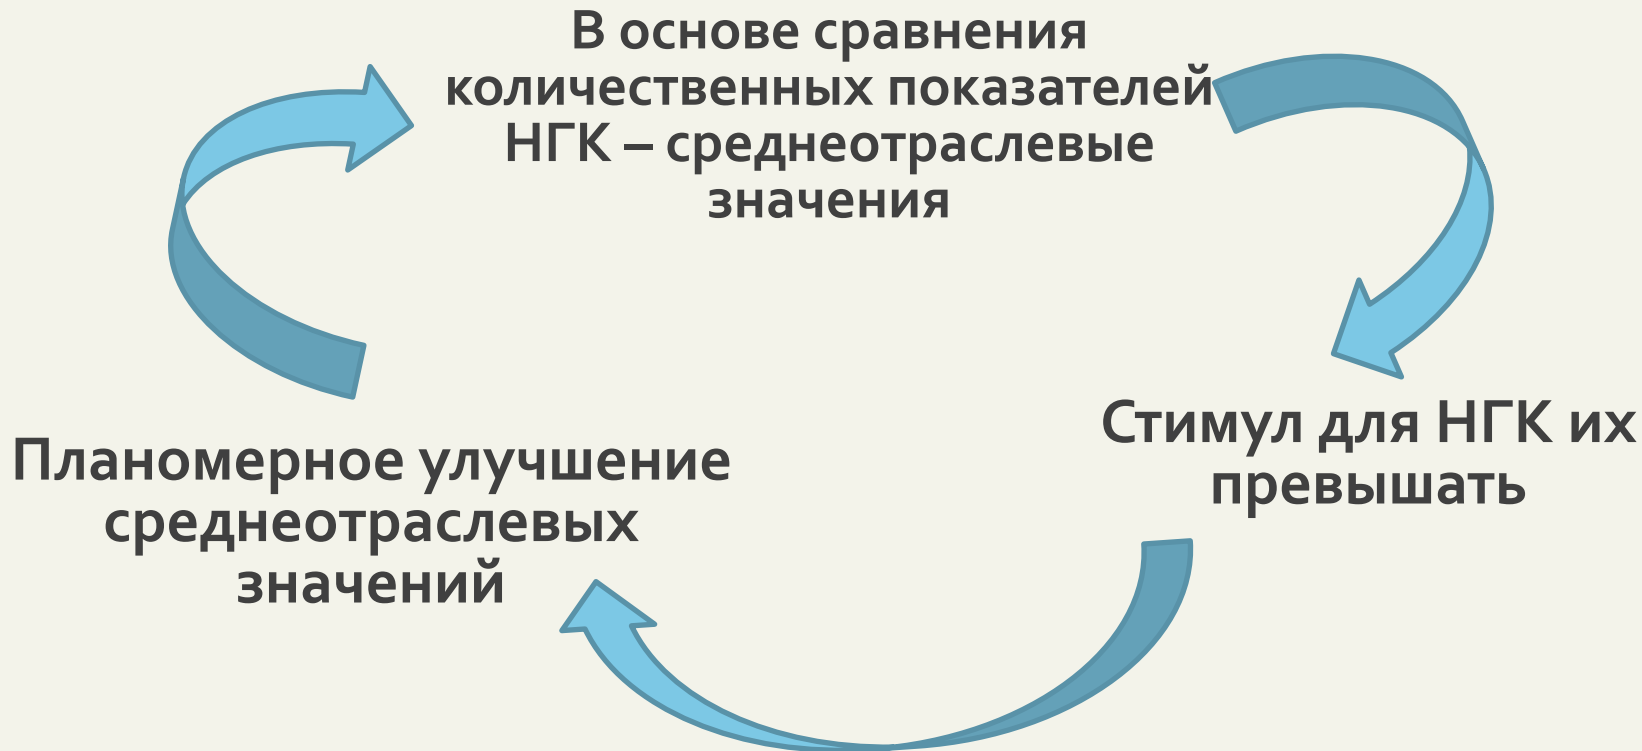 В основе сравнения
количественных показателей
НГК – среднеотраслевые
значения
Стимул для НГК их
превышать
Планомерное улучшение
среднеотраслевых
значений